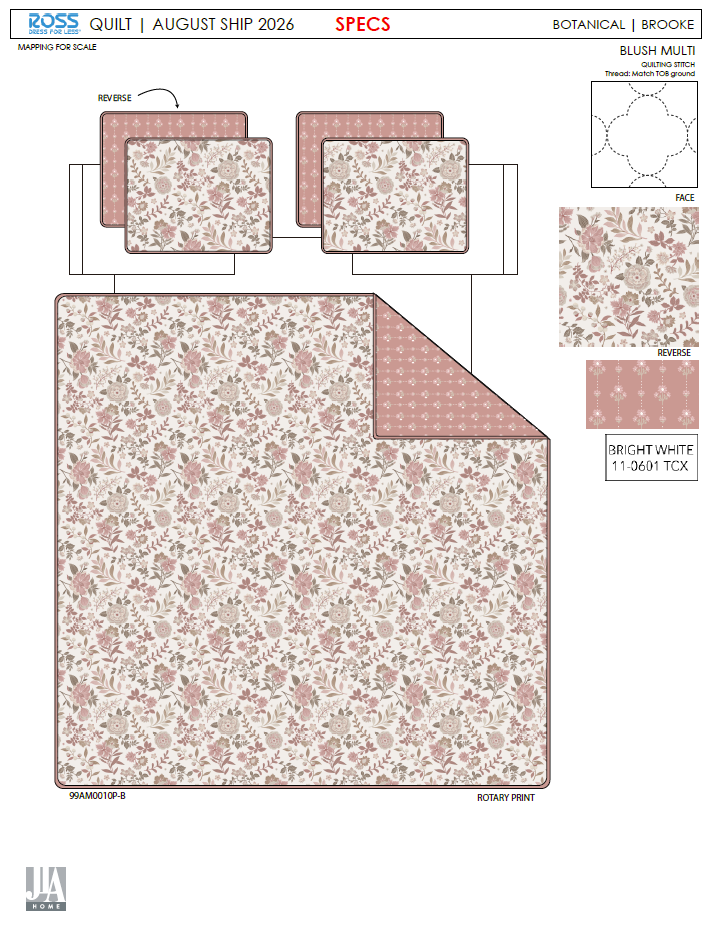 ROSS
DRESS FOR LESS
QUILT | AUGUST SHIP 2026
SPECS
BOTANICAL | BROOKE
MAPPING FOR SCALE
BLUSH MULTI
QUILTING STITCH
Thread: Match TOB ground
REVERSE
FACE
REVERSE
BRIGHT WHITE
11-0601 TCX
99AM0010P-B
ROTARY PRINT
JLA
HOME